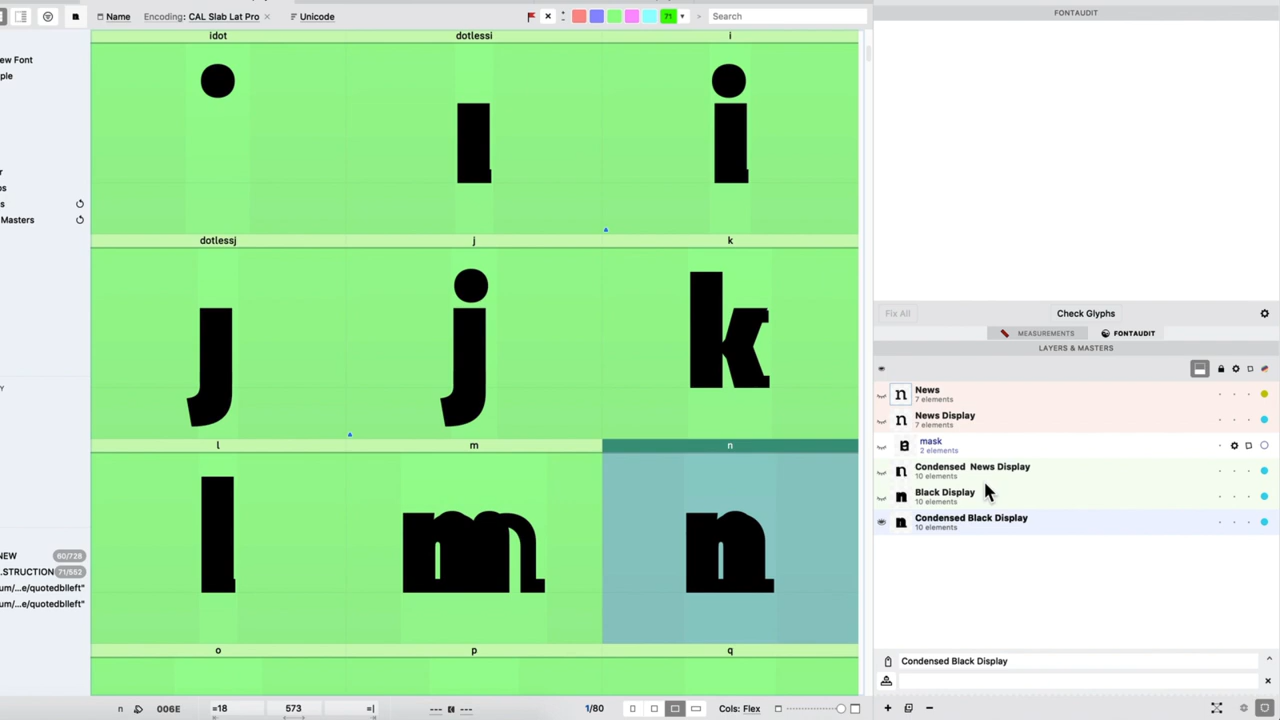 Name
Encoding: CAL Slab Lat Pro ×
Unicode
71
Search
FONTAUDIT
ew Font
ple
r
os
s
Masters
Y
NEW 60/728
.STRUCTION 71/552
um/...e/quotedblleft"
um/...e/quotedblleft"
idot dotlessi i
dotlessj j k
l m n
o p q
Fix All
Check Glyphs
MEASUREMENTS
FONTAUDIT
LAYERS & MASTERS
News
7 elements
News Display
7 elements
mask
2 elements
Condensed News Display
10 elements
Black Display
10 elements
Condensed Black Display
10 elements
Condensed Black Display
n 006E =18 573 =| --- --- 1/80 Cols: Flex